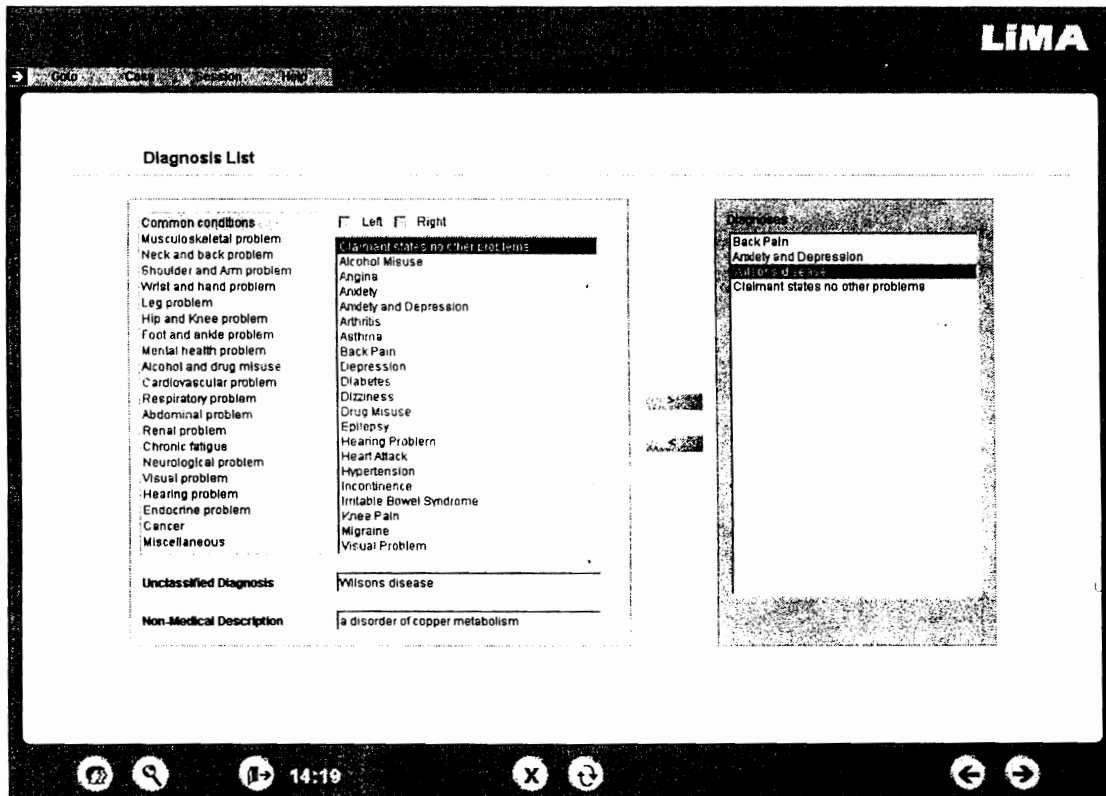 LiMA
Goto Case Session Help
Diagnosis List
Common conditions
Musculoskeletal problem
Neck and back problem
Shoulder and Arm problem
Wrist and hand problem
Leg problem
Hip and Knee problem
Foot and ankle problem
Mental health problem
Alcohol and drug misuse
Cardiovascular problem
Respiratory problem
Abdominal problem
Renal problem
Chronic fatigue
Neurological problem
Visual problem
Hearing problem
Endocrine problem
Cancer
Miscellaneous
Left Right
Claimant states no other problems
Alcohol Misuse
Angina
Anxiety
Anxiety and Depression
Arthritis
Asthma
Back Pain
Depression
Diabetes
Dizziness
Drug Misuse
Epilepsy
Hearing Problem
Heart Attack
Hypertension
Incontinence
Irritable Bowel Syndrome
Knee Pain
Migraine
Visual Problem
Unclassified Diagnosis
Wilsons disease
Non-Medical Description
a disorder of copper metabolism
Diagnoses
Back Pain
Anxiety and Depression
Wilsons disease
Claimant states no other problems
14:19